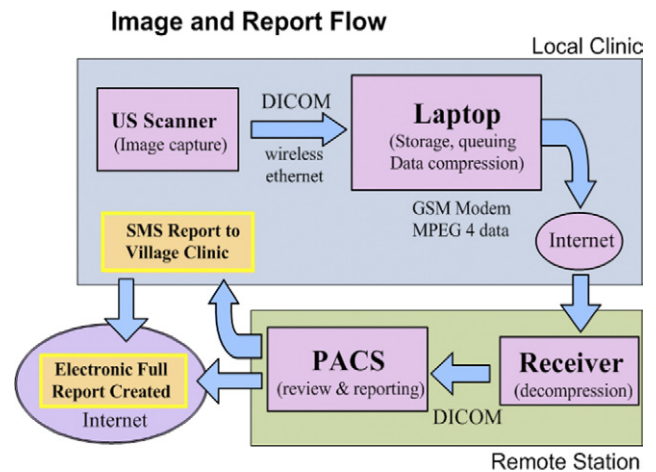 Image and Report Flow
Local Clinic
US Scanner
(Image capture)
DICOM
wireless
ethernet
Laptop
(Storage, queuing
Data compression)
GSM Modem
MPEG 4 data
Internet
SMS Report to
Village Clinic
Electronic Full
Report Created
Internet
PACS
(review & reporting)
DICOM
Receiver
(decompression)
Remote Station